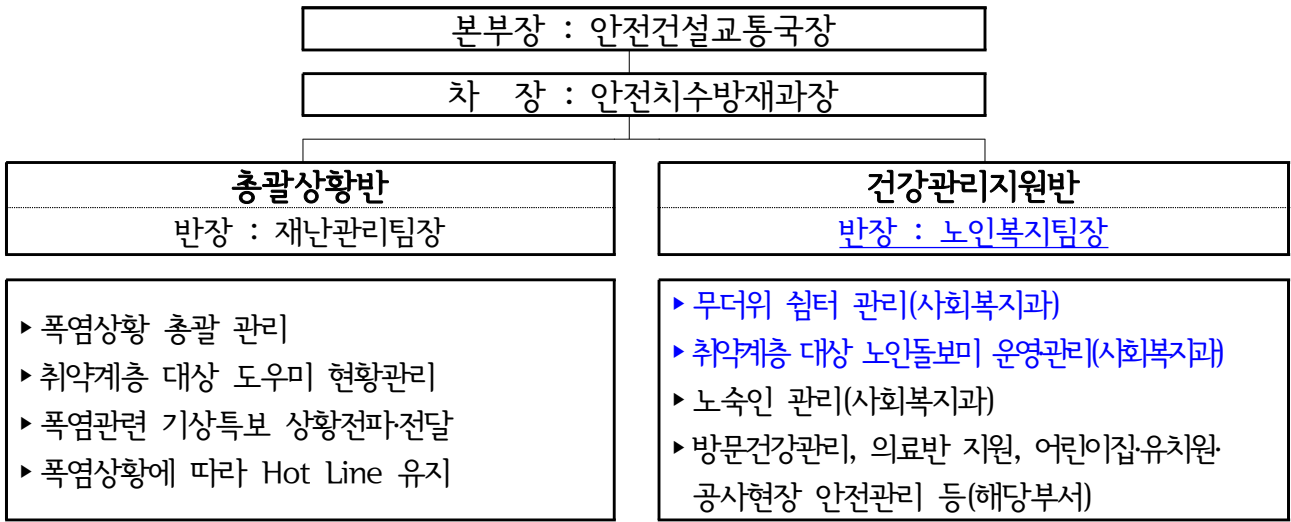 본부장 : 안전건설교통국장
차 장 : 안전치수방재과장
총괄상황반
반장 : 재난관리팀장
▸폭염상황 총괄 관리
▸취약계층 대상 도우미 현황관리
▸폭염관련 기상특보 상황전파·전달
▸폭염상황에 따라 Hot Line 유지
건강관리지원반
반장 : 노인복지팀장
▸무더위 쉼터 관리(사회복지과)
▸취약계층 대상 노인돌보미 운영·관리(사회복지과)
▸노숙인 관리(사회복지과)
▸방문건강관리, 의료반 지원, 어린이집·유치원·
공사현장 안전관리 등(해당부서)